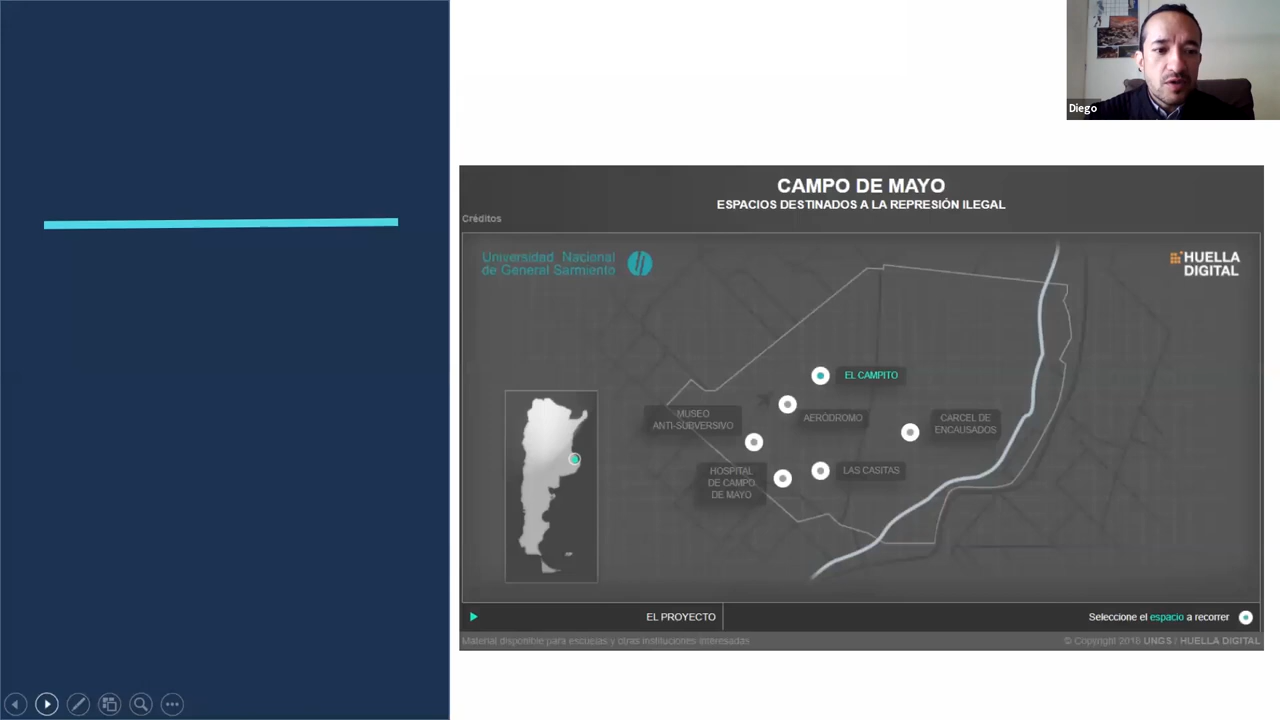 Diego
CAMPO DE MAYO
ESPACIOS DESTINADOS A LA REPRESIÓN ILEGAL
Créditos
Universidad Nacional
de General Sarmiento
HUELLA
DIGITAL
EL CAMPITO
MUSEO
ANTI-SUBVERSIVO
AERÓDROMO
CARCEL DE
ENCAUSADOS
HOSPITAL
DE CAMPO
DE MAYO
LAS CASITAS
EL PROYECTO
Seleccione el espacio a recorrer
Material disponible para escuelas y otras instituciones interesadas
© Copyright 2018 UNGS / HUELLA DIGITAL